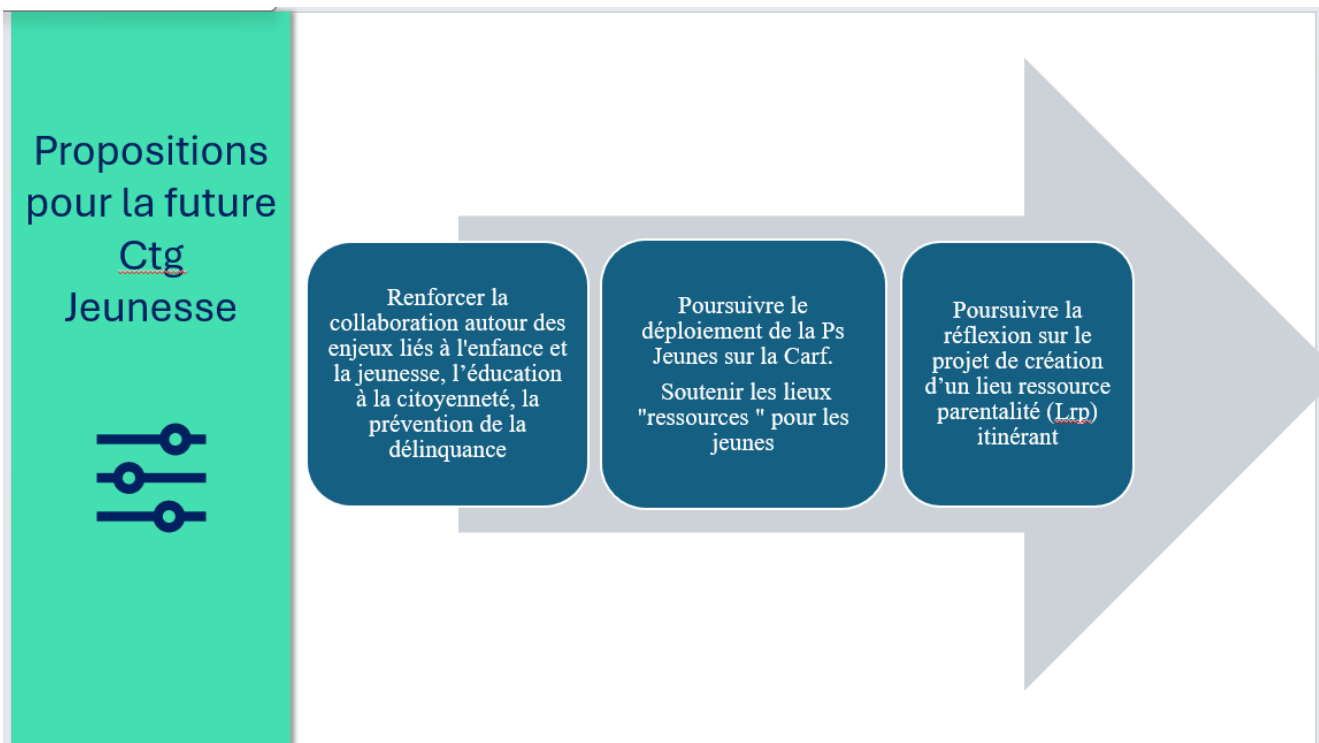 Propositions
pour la future
Ctg
Jeunesse
Renforcer la
collaboration autour des
enjeux liés à l'enfance et
la jeunesse, l’éducation
à la citoyenneté, la
prévention de la
délinquance
Poursuivre le
déploiement de la Ps
Jeunes sur la Carf.
Soutenir les lieux
"ressources " pour les
jeunes
Poursuivre la
réflexion sur le
projet de création
d’un lieu ressource
parentalité (Lrp)
itinérant